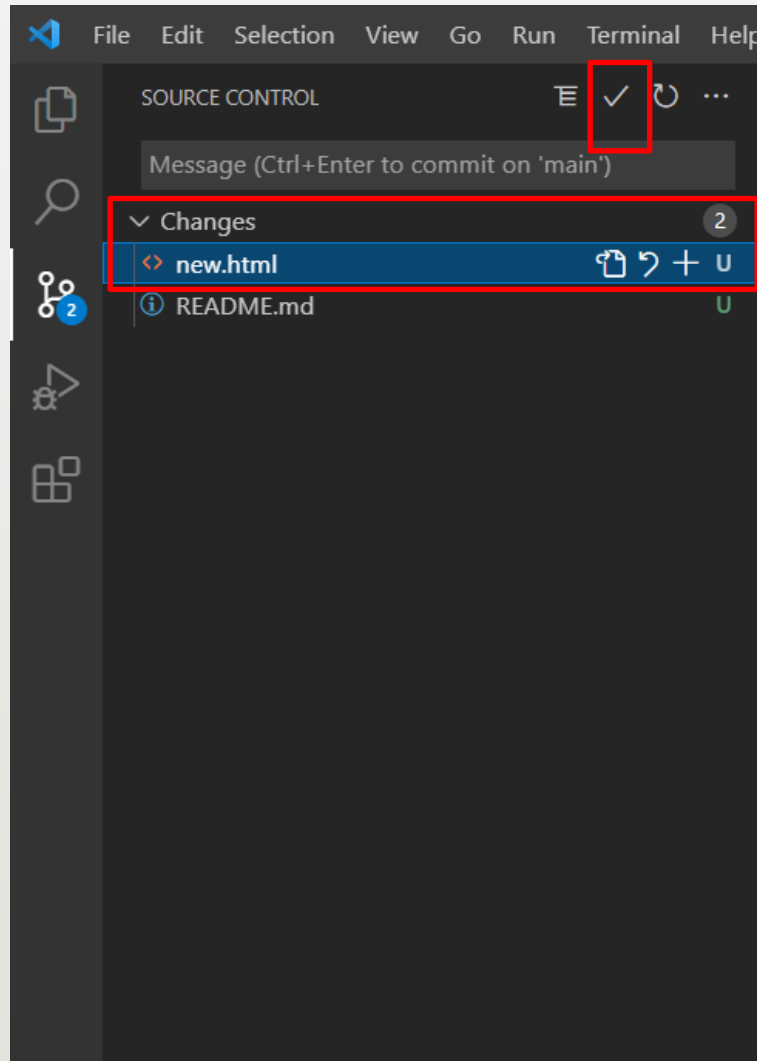 File Edit Selection View Go Run Terminal Help
SOURCE CONTROL
Message (Ctrl+Enter to commit on 'main')
Changes 2
new.html U
README.md U
2